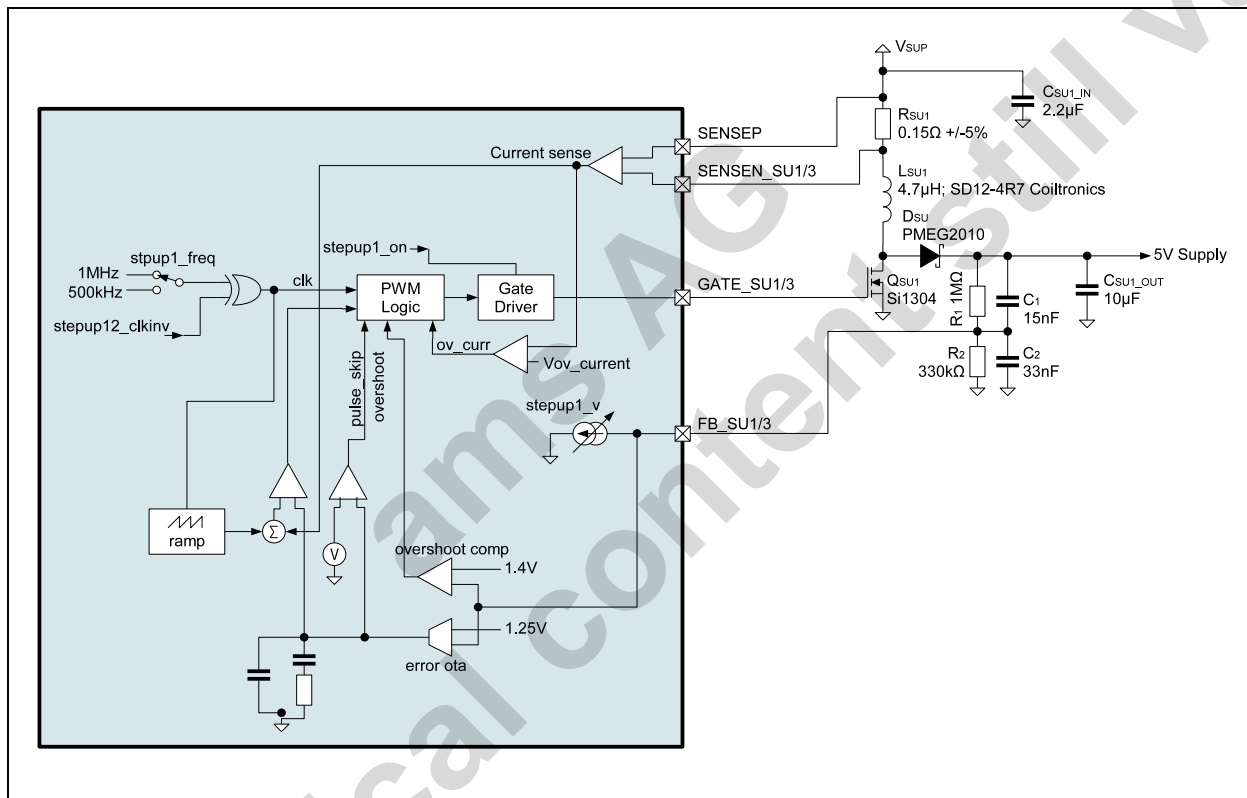 VSUP
CSU1_IN
2.2µF
RSU1
0.15Ω +/-5%
SENSEP
Current sense
SENSEN_SU1/3
LSU1
4.7µH; SD12-4R7 Coiltronics
DSU
PMEG2010
stepup1_on
stpup1_freq
1MHz
500kHz
clk
PWM
Logic
Gate
Driver
GATE_SU1/3
QSU1
Si1304
5V Supply
R1 1MΩ
C1
15nF
CSU1_OUT
10µF
stepup12_clkinv
ov_curr
Vov_current
pulse_skip
overshoot
R2
330kΩ
C2
33nF
stepup1_v
FB_SU1/3
ramp
Σ
V
overshoot comp
1.4V
1.25V
error ota
ams AG
cal content still v